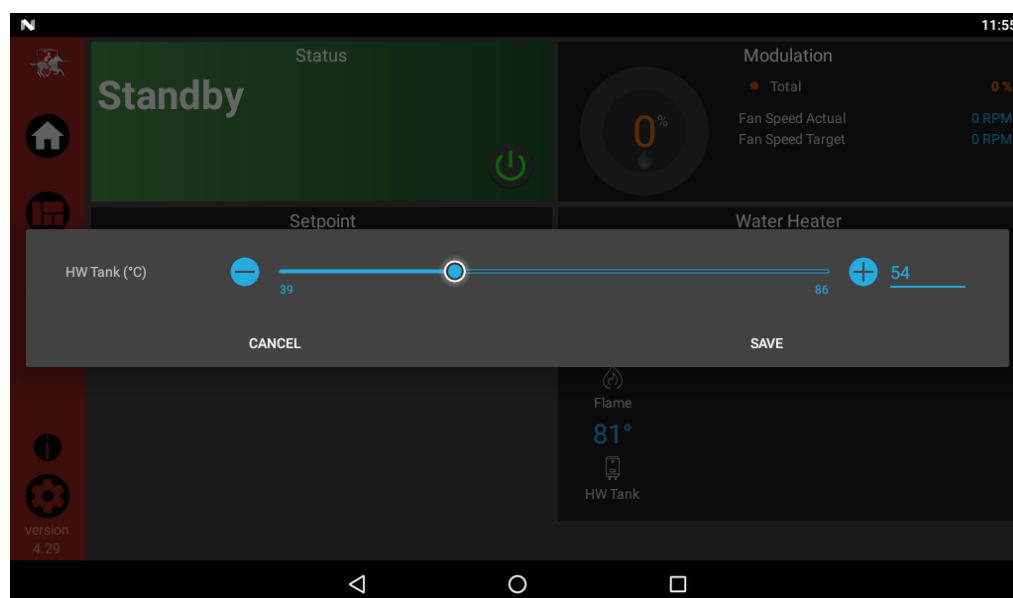 11:55
Status
Standby
Modulation
Total 0 %
0 %
Fan Speed Actual 0 RPM
Fan Speed Target 0 RPM
Setpoint
Water Heater
HW Tank (°C)
39
86
54
CANCEL
SAVE
Flame
81°
HW Tank
version
4.29